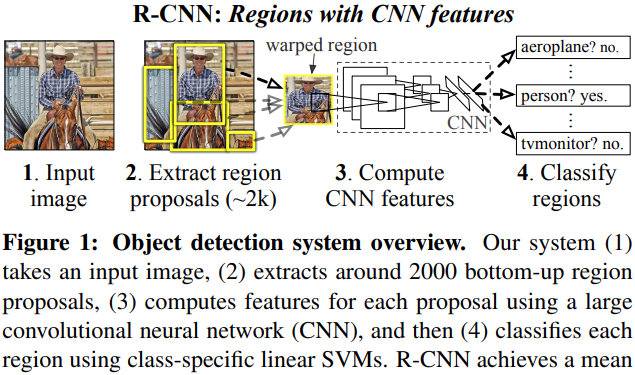 R-CNN: Regions with CNN features
warped region
aeroplane? no.
⋮
person? yes.
⋮
tvmonitor? no.
CNN
1. Input
image
2. Extract region
proposals (~2k)
3. Compute
CNN features
4. Classify
regions
Figure 1: Object detection system overview. Our system (1)
takes an input image, (2) extracts around 2000 bottom-up region
proposals, (3) computes features for each proposal using a large
convolutional neural network (CNN), and then (4) classifies each
region using class-specific linear SVMs. R-CNN achieves a mean